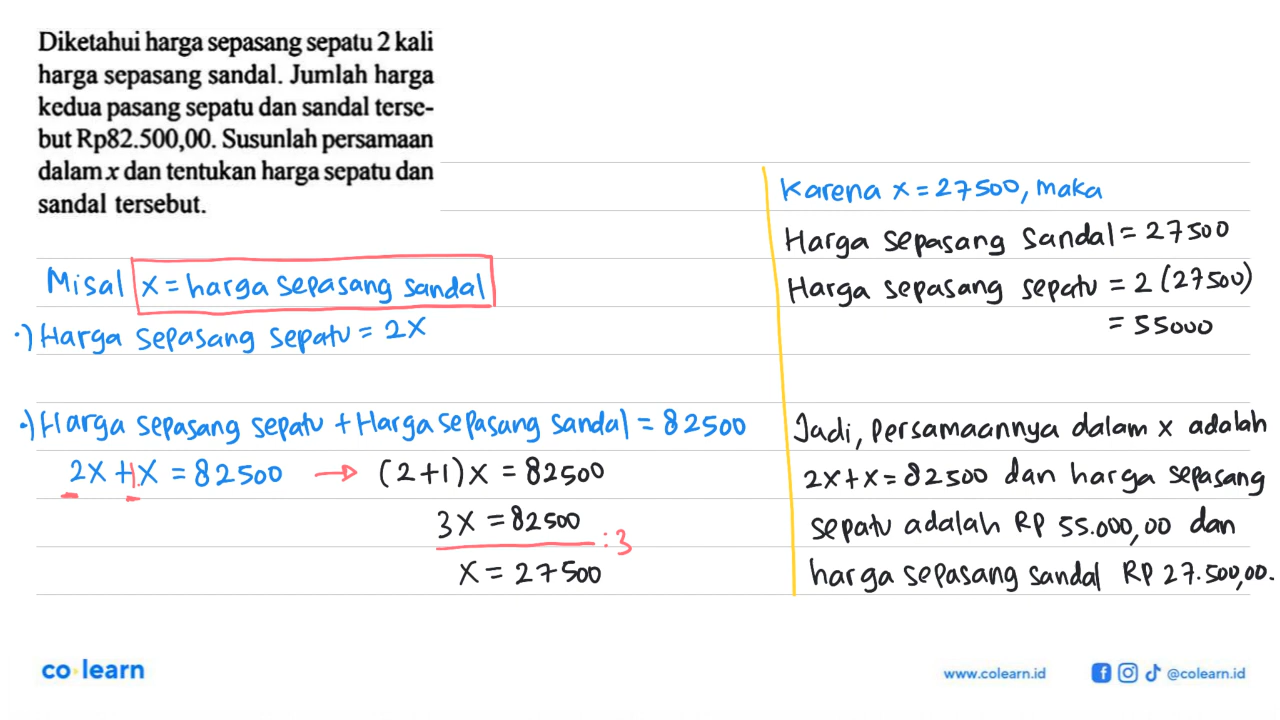 Diketahui harga sepasang sepatu 2 kali
harga sepasang sandal. Jumlah harga
kedua pasang sepatu dan sandal terse-
but Rp82.500,00. Susunlah persamaan
dalam x dan tentukan harga sepatu dan
sandal tersebut.
Misal x = harga sepasang sandal
•) Harga sepasang sepatu = 2x
•) Harga sepasang sepatu + Harga sepasang sandal = 82500
2x + 1x = 82500 → (2+1)x = 82500
3x = 82500 :3
x = 27500
Karena x = 27500, maka
Harga sepasang sandal = 27500
Harga sepasang sepatu = 2 (27500)
= 55000
Jadi, persamaannya dalam x adalah
2x+x = 82500 dan harga sepasang
sepatu adalah RP 55.000,00 dan
harga sepasang sandal RP 27.500,00.
co learn
www.colearn.id @colearn.id